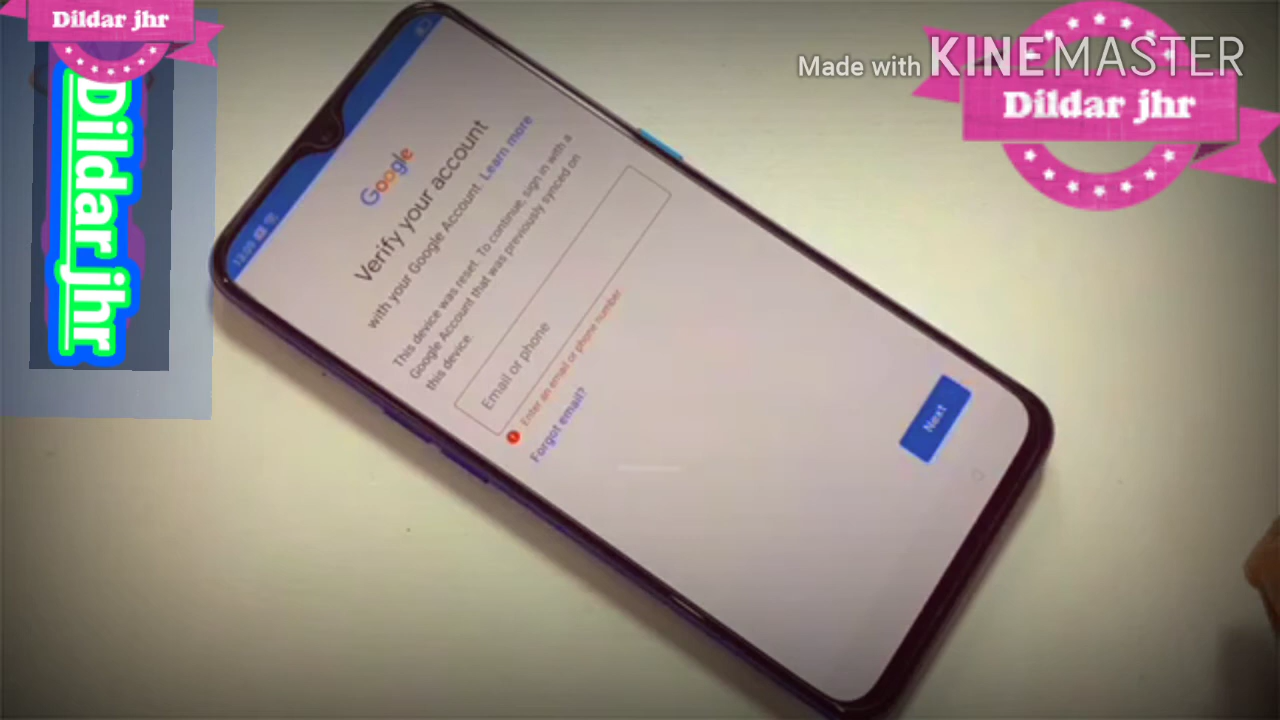 Dildar jhr
Dildar jhr
Made with KINEMASTER
Dildar jhr
13:09
Google
Verify your account
with your Google Account. Learn more
This device was reset. To continue, sign in with a
Google Account that was previously synced on
this device.
Email or phone
Enter an email or phone number
Forgot email?
Next